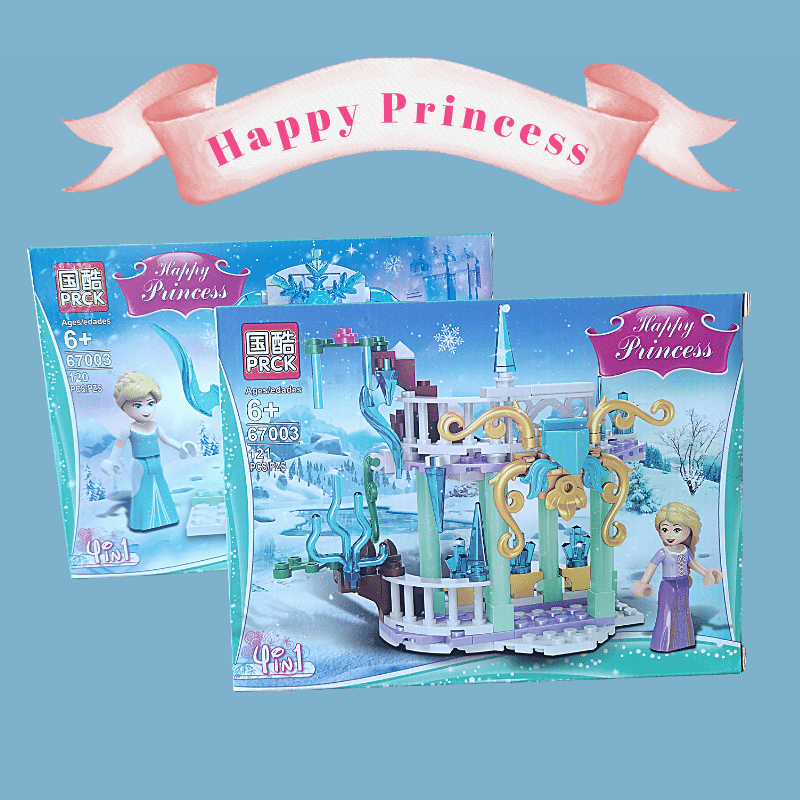 Happy Princess
国酷
PRCK
Ages/edades
6+
67003
120
PCS/PZS
Happy
Princess
4in1
国酷
PRCK
Ages/edades
6+
67003
121
PCS/PZS
Happy
Princess
4in1